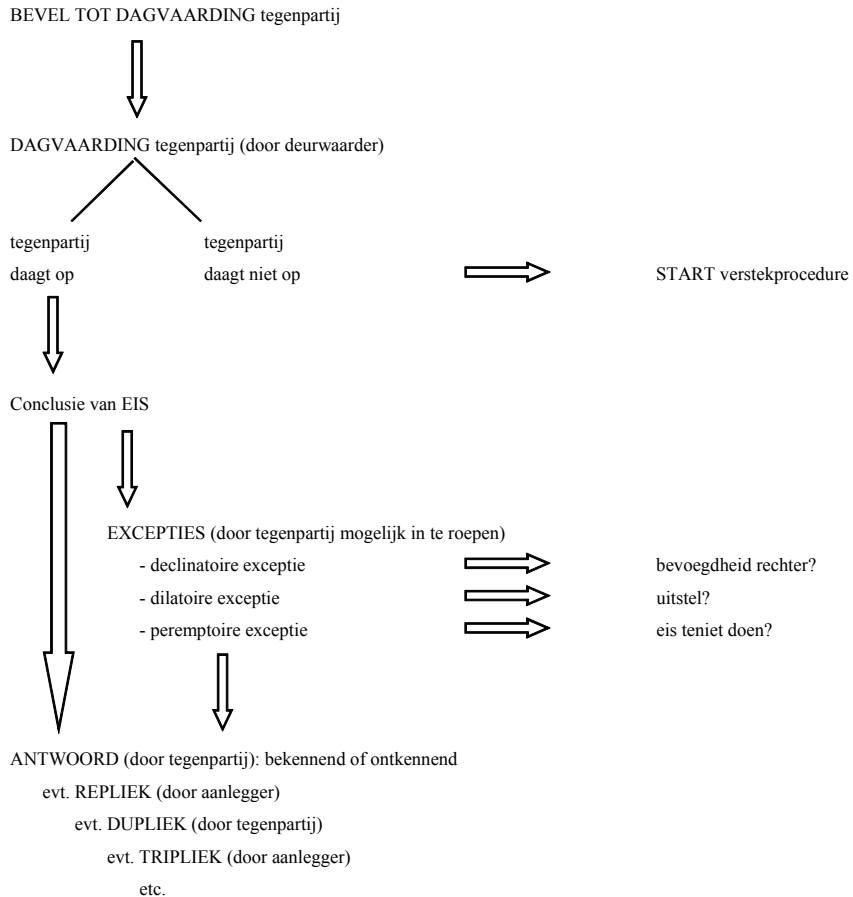 BEVEL TOT DAGVAARDING tegenpartij
DAGVAARDING tegenpartij (door deurwaarder)
tegenpartij tegenpartij
daagt op daagt niet op START verstekprocedure
Conclusie van EIS
EXCEPTIES (door tegenpartij mogelijk in te roepen)
- declinatoire exceptie bevoegdheid rechter?
- dilatoire exceptie uitstel?
- peremptoire exceptie eis teniet doen?
ANTWOORD (door tegenpartij): bekennend of ontkennend
evt. REPLIEK (door aanlegger)
evt. DUPLIEK (door tegenpartij)
evt. TRIPLIEK (door aanlegger)
etc.